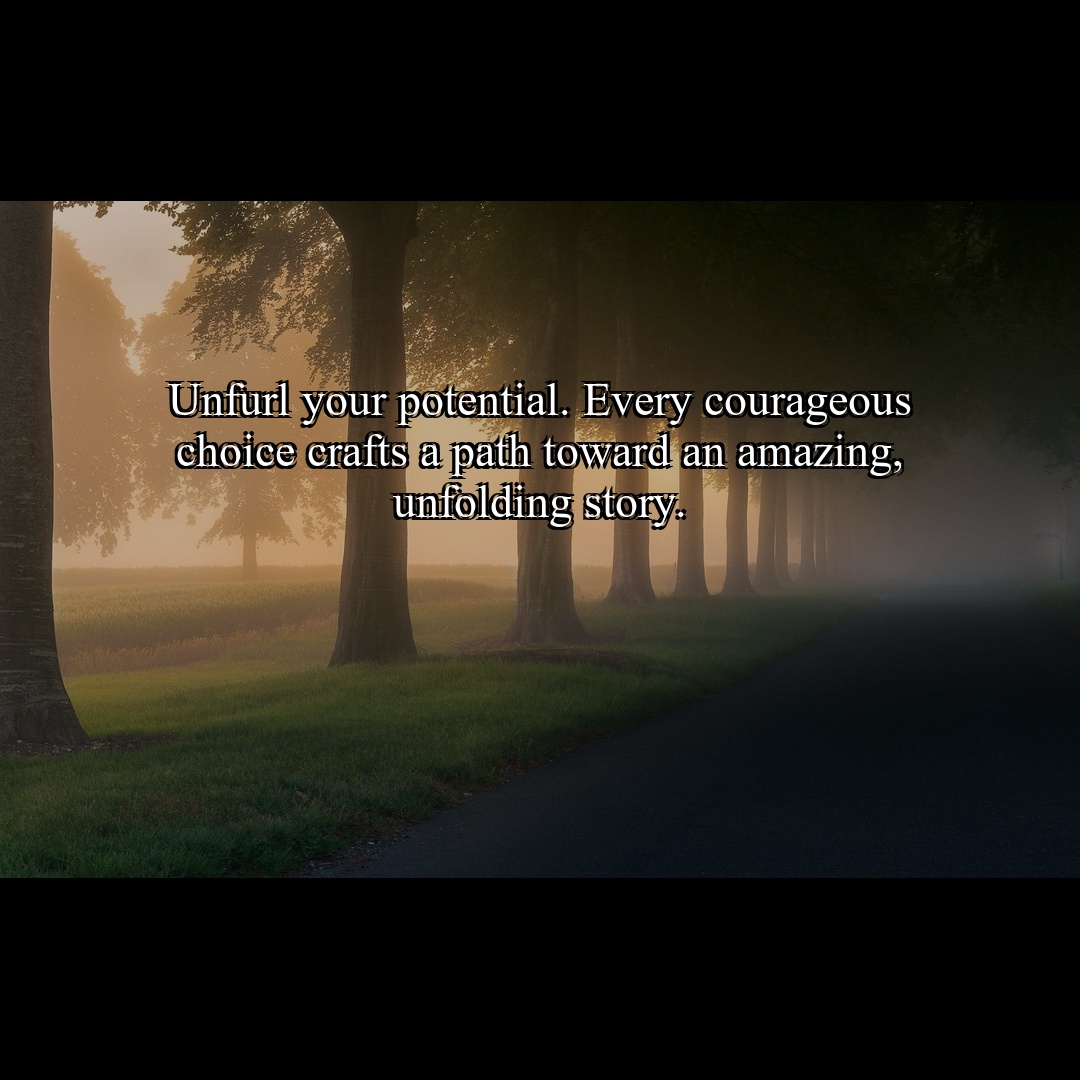 Unfurl your potential. Every courageous
choice crafts a path toward an amazing,
unfolding story.